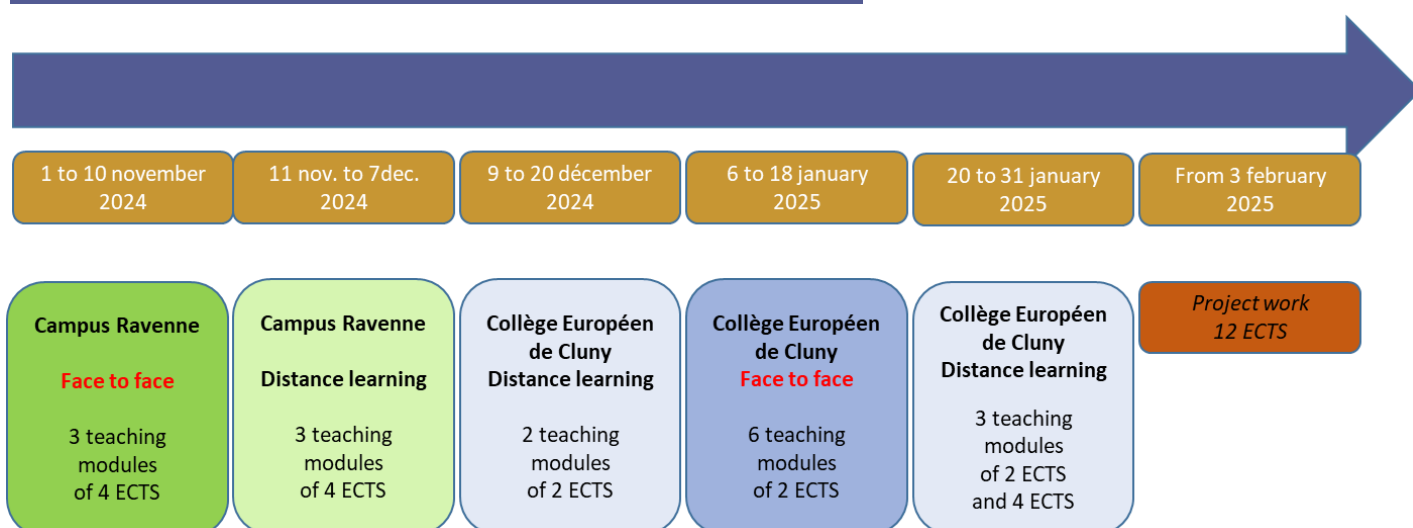 1 to 10 november
2024
11 nov. to 7dec.
2024
9 to 20 décember
2024
6 to 18 january
2025
20 to 31 january
2025
From 3 february
2025
Campus Ravenne
Face to face
3 teaching
modules
of 4 ECTS
Campus Ravenne
Distance learning
3 teaching
modules
of 4 ECTS
Collège Européen
de Cluny
Distance learning
2 teaching
modules
of 2 ECTS
Collège Européen
de Cluny
Face to face
6 teaching
modules
of 2 ECTS
Collège Européen
de Cluny
Distance learning
3 teaching
modules
of 2 ECTS
and 4 ECTS
Project work
12 ECTS